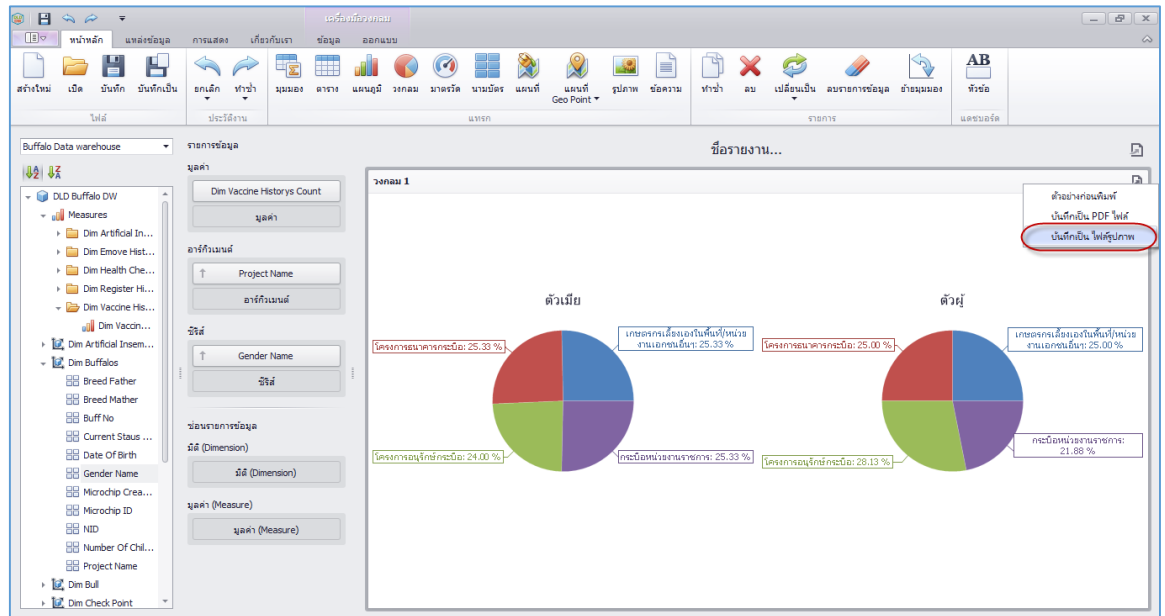 เครื่องมือวงกลม
หน้าหลัก แหล่งข้อมูล การแสดง เกี่ยวกับเรา ข้อมูล ออกแบบ
สร้างใหม่ เปิด บันทึก บันทึกเป็น ยกเลิก ทำซ้ำ มุมมอง ตาราง แผนภูมิ วงกลม มาตรวัด นามบัตร แผนที่ แผนที่ Geo Point รูปภาพ ข้อความ ทำซ้ำ ลบ เปลี่ยนเป็น ลบรายการข้อมูล ย้ายมุมมอง AB หัวข้อ
ไฟล์ ประวัติงาน แทรก รายการ แดชบอร์ด
Buffalo Data warehouse
DLD Buffalo DW
Measures
Dim Artificial In...
Dim Emove Hist...
Dim Health Che...
Dim Register Hi...
Dim Vaccine His...
Dim Vaccin...
Dim Artificial Insem...
Dim Buffalos
Breed Father
Breed Mather
Buff No
Current Staus ...
Date Of Birth
Gender Name
Microchip Crea...
Microchip ID
NID
Number Of Chil...
Project Name
Dim Bull
Dim Check Point
รายการข้อมูล
มูลค่า
Dim Vaccine Historys Count
มูลค่า
อาร์กิวเมนต์
Project Name
อาร์กิวเมนต์
ซีรีส์
Gender Name
ซีรีส์
ซ่อนรายการข้อมูล
มิติ (Dimension)
มิติ (Dimension)
มูลค่า (Measure)
มูลค่า (Measure)
ชื่อรายงาน...
วงกลม 1
ตัวอย่างก่อนพิมพ์
บันทึกเป็น PDF ไฟล์
บันทึกเป็น ไฟล์รูปภาพ
ตัวเมีย
โครงการธนาคารกระบือ: 25.33 %
เกษตรกรเลี้ยงเองในพื้นที่/หน่วย
งานเอกชนอื่นๆ: 25.33 %
โครงการอนุรักษ์กระบือ: 24.00 %
กระบือหน่วยงานราชการ: 25.33 %
ตัวผู้
โครงการธนาคารกระบือ: 25.00 %
เกษตรกรเลี้ยงเองในพื้นที่/หน่วย
งานเอกชนอื่นๆ: 25.00 %
โครงการอนุรักษ์กระบือ: 28.13 %
กระบือหน่วยงานราชการ:
21.88 %